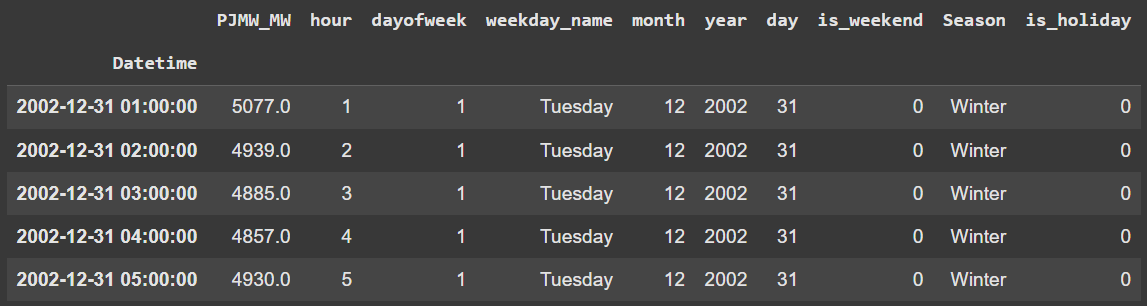 PJMW_MW hour dayofweek weekday_name month year day is_weekend Season is_holiday
Datetime
2002-12-31 01:00:00 5077.0 1 1 Tuesday 12 2002 31 0 Winter 0
2002-12-31 02:00:00 4939.0 2 1 Tuesday 12 2002 31 0 Winter 0
2002-12-31 03:00:00 4885.0 3 1 Tuesday 12 2002 31 0 Winter 0
2002-12-31 04:00:00 4857.0 4 1 Tuesday 12 2002 31 0 Winter 0
2002-12-31 05:00:00 4930.0 5 1 Tuesday 12 2002 31 0 Winter 0